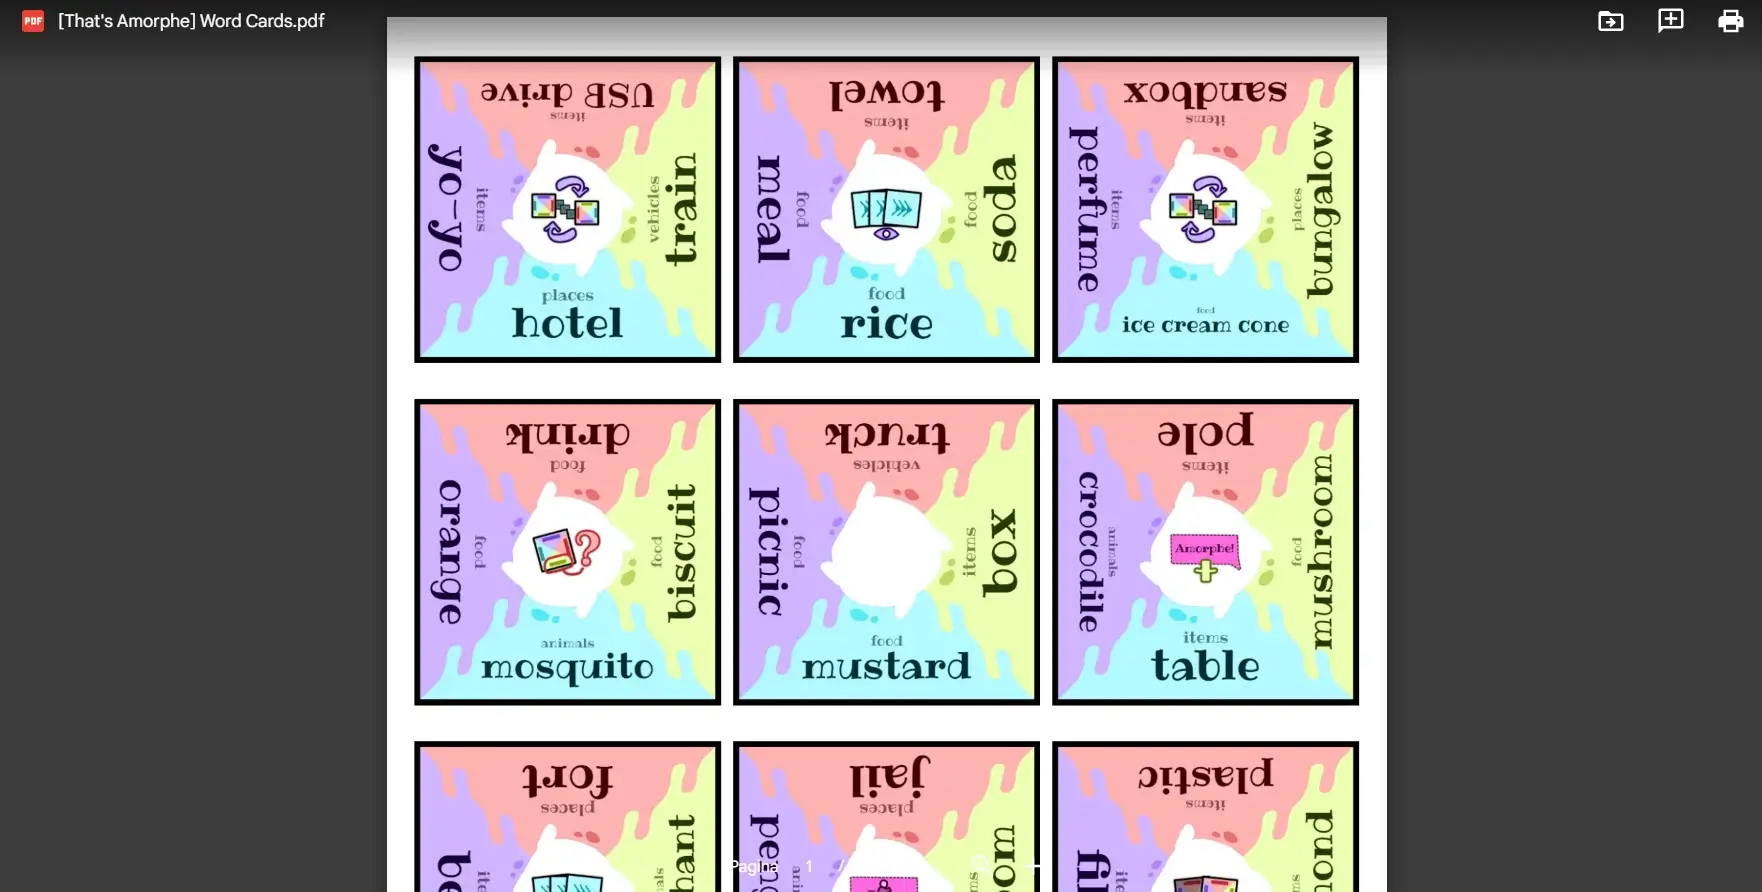 PDF [That's Amorphe] Word Cards.pdf
USB drive
items
yo-yo
items
vehicles
train
places
hotel
towel
items
meal
food
food
soda
food
rice
sandbox
items
perfume
items
places
bungalow
food
ice cream cone
drink
food
orange
food
food
biscuit
animals
mosquito
truck
vehicles
picnic
food
items
box
food
mustard
pole
items
crocodile
animals
Amorphe!
food
mushroom
items
table
fort
places
jail
places
plastic
items
Pagina 1 /